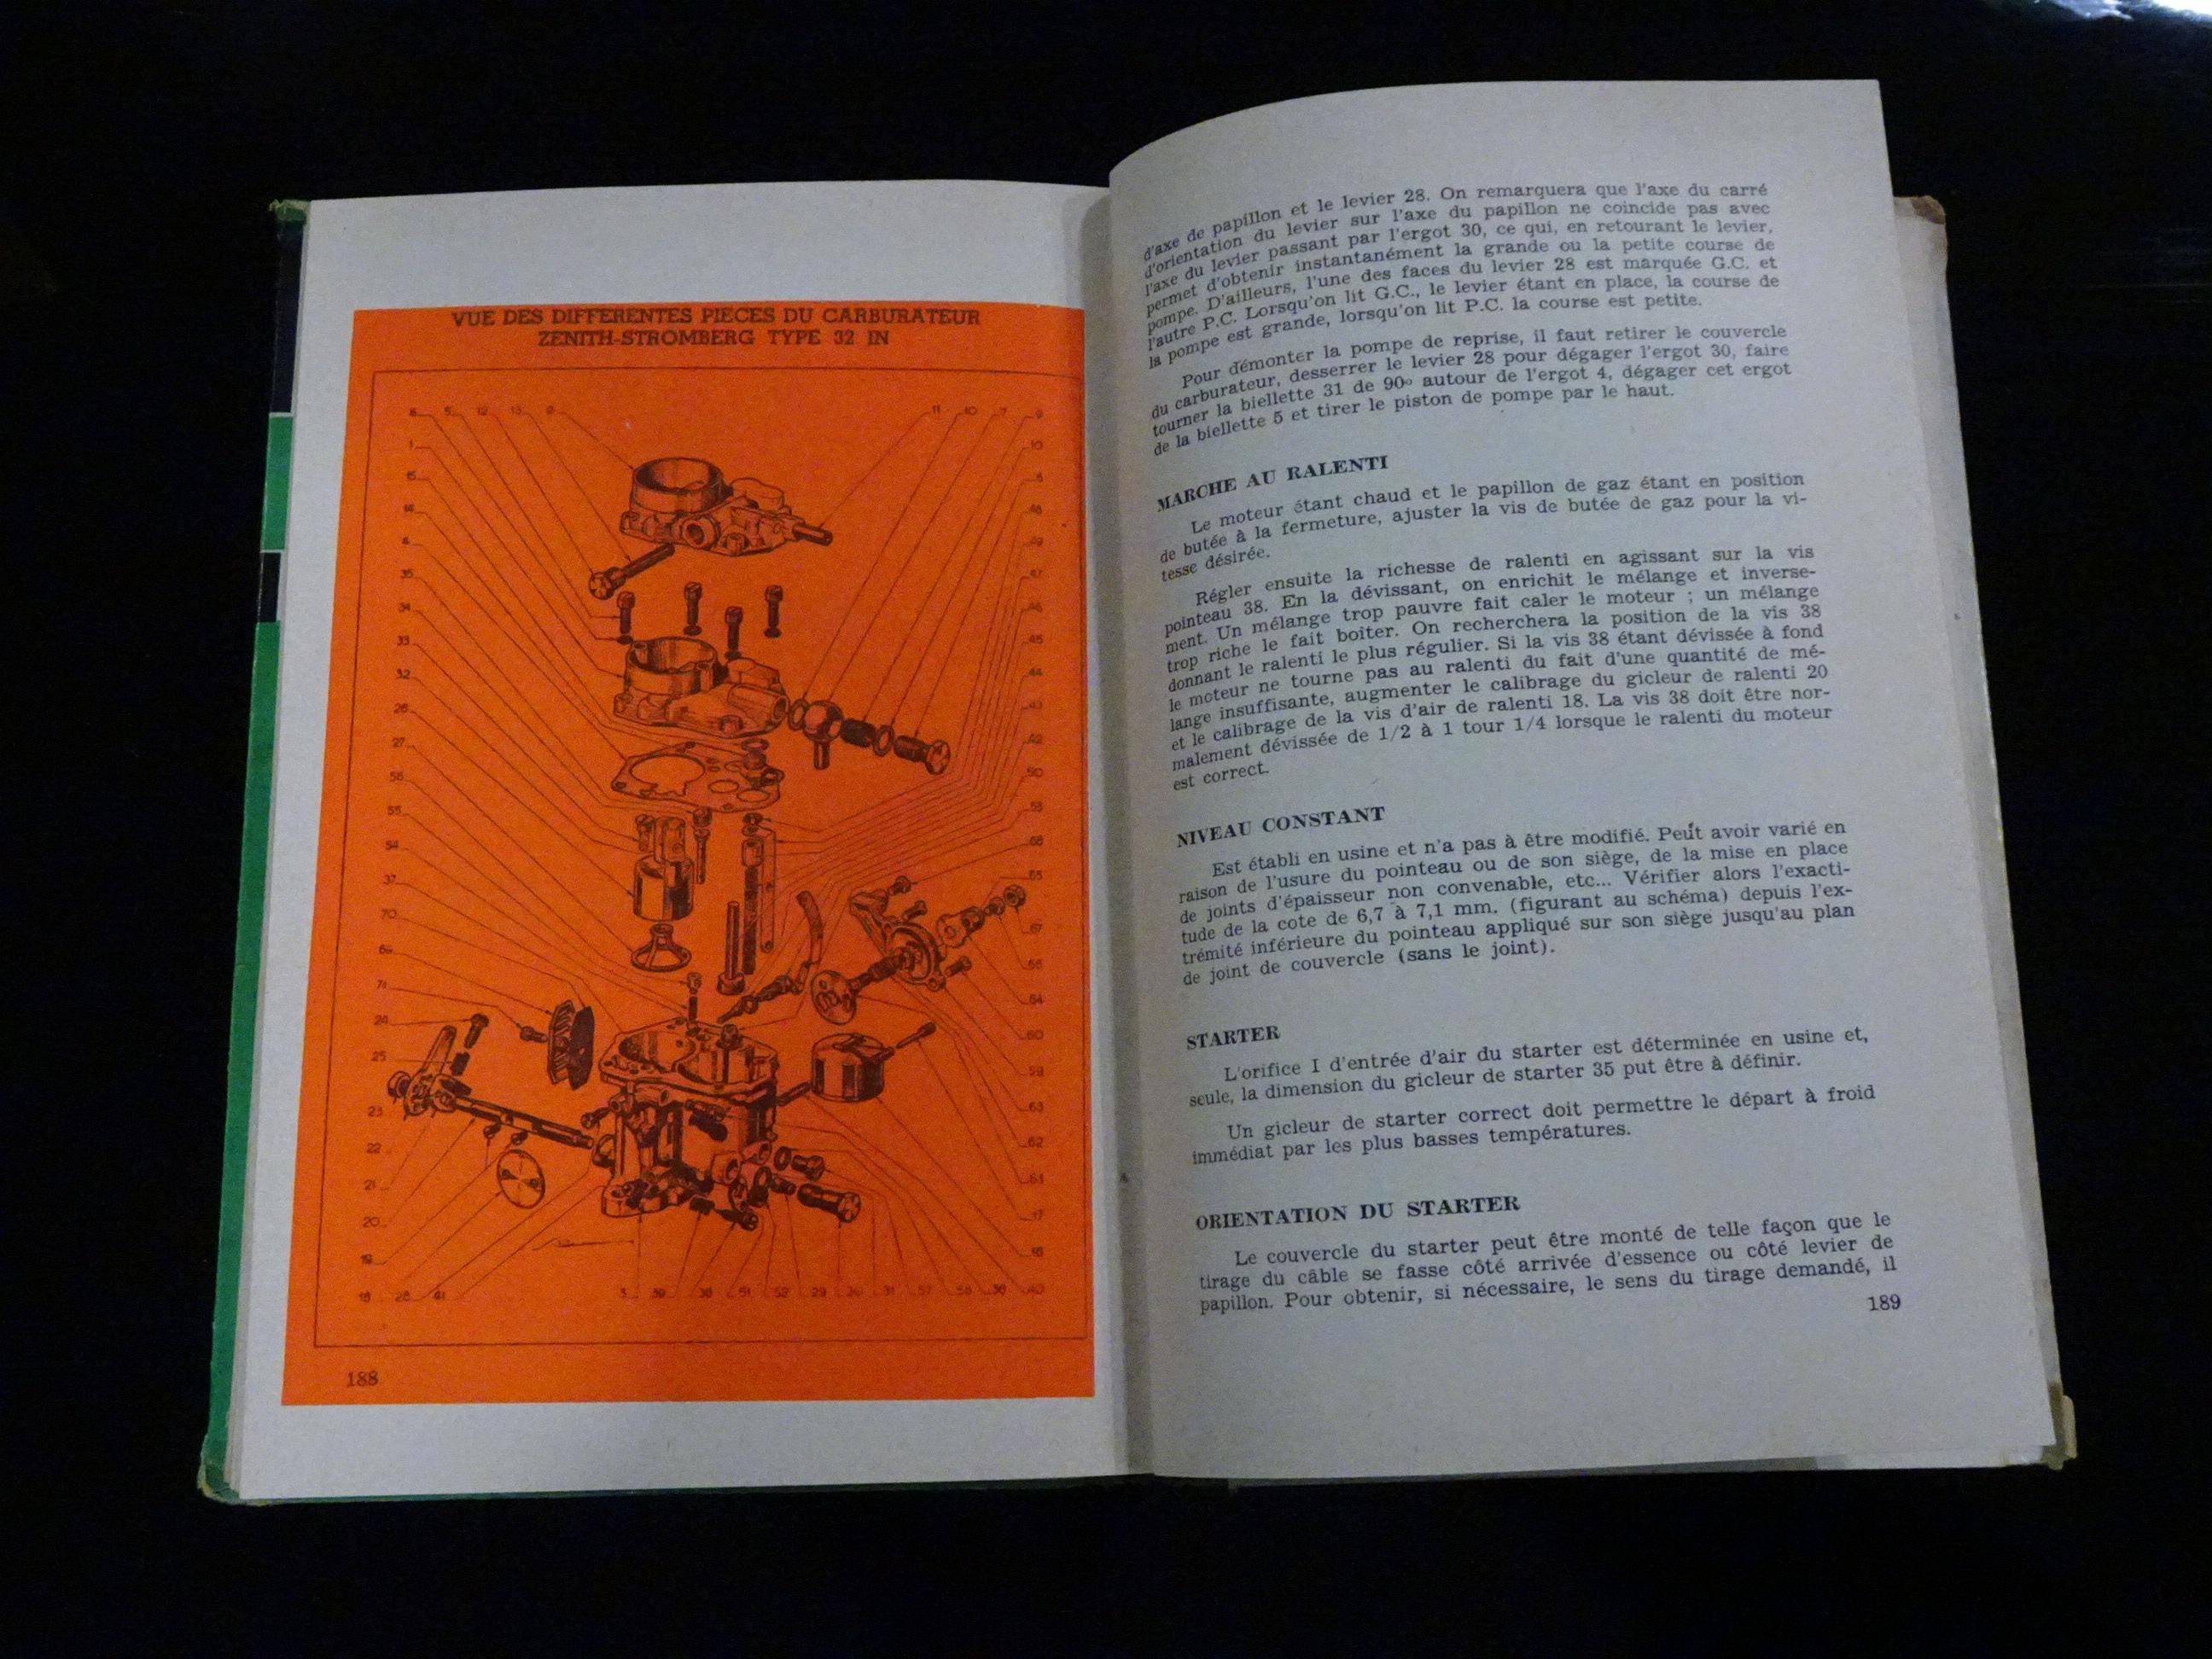 VUE DES DIFFERENTES PIECES DU CARBURATEUR
ZENITH-STROMBERG TYPE 32 IN
188
d'axe de papillon et le levier 28. On remarquera que l'axe du carré
d'orientation du levier sur l'axe du papillon ne coincide pas avec
l'axe du levier passant par l'ergot 30, ce qui, en retourant le levier,
permet d'obtenir instantanément la grande ou la petite course de
pompe. D'ailleurs, l'une des faces du levier 28 est marquée G.C. et
l'autre P.C. Lorsqu'on lit G.C., le levier étant en place, la course de
la pompe est grande, lorsqu'on lit P.C. la course est petite.
Pour démonter la pompe de reprise, il faut retirer le couvercle
du carburateur, desserrer le levier 28 pour dégager l'ergot 30, faire
tourner la biellette 31 de 90o autour de l'ergot 4, dégager cet ergot
de la biellette 5 et tirer le piston de pompe par le haut.
MARCHE AU RALENTI
Le moteur étant chaud et le papillon de gaz étant en position
de butée à la fermeture, ajuster la vis de butée de gaz pour la vi-
tesse désirée.
Régler ensuite la richesse de ralenti en agissant sur la vis
pointeau 38. En la dévissant, on enrichit le mélange et inverse-
ment. Un mélange trop pauvre fait caler le moteur ; un mélange
trop riche le fait boiter. On recherchera la position de la vis 38
donnant le ralenti le plus régulier. Si la vis 38 étant dévissée à fond
le moteur ne tourne pas au ralenti du fait d'une quantité de mé-
lange insuffisante, augmenter le calibrage du gicleur de ralenti 20
et le calibrage de la vis d'air de ralenti 18. La vis 38 doit être nor-
malement dévissée de 1/2 à 1 tour 1/4 lorsque le ralenti du moteur
est correct.
NIVEAU CONSTANT
Est établi en usine et n'a pas à être modifié. Peut avoir varié en
raison de l'usure du pointeau ou de son siège, de la mise en place
de joints d'épaisseur non convenable, etc... Vérifier alors l'exacti-
tude de la cote de 6,7 à 7,1 mm. (figurant au schéma) depuis l'ex-
trémité inférieure du pointeau appliqué sur son siège jusqu'au plan
de joint de couvercle (sans le joint).
STARTER
L'orifice I d'entrée d'air du starter est déterminée en usine et,
seule, la dimension du gicleur de starter 35 put être à définir.
Un gicleur de starter correct doit permettre le départ à froid
immédiat par les plus basses températures.
ORIENTATION DU STARTER
Le couvercle du starter peut être monté de telle façon que le
tirage du câble se fasse côté arrivée d'essence ou côté levier de
papillon. Pour obtenir, si nécessaire, le sens du tirage demandé, il
189